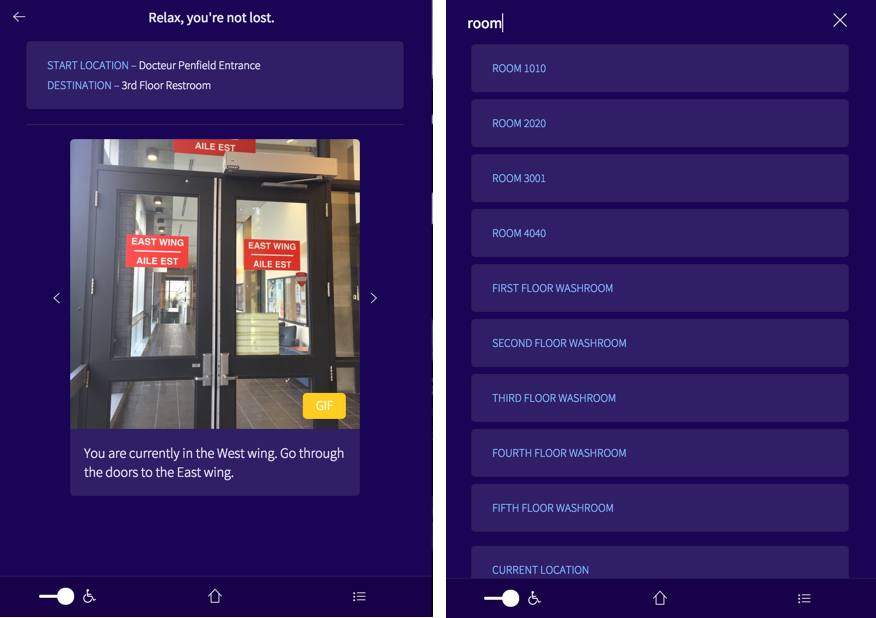 Relax, you're not lost.
START LOCATION – Docteur Penfield Entrance
DESTINATION – 3rd Floor Restroom
AILE EST
EAST WING
AILE EST
EAST WING
AILE EST
GIF
You are currently in the West wing. Go through
the doors to the East wing.
room
ROOM 1010
ROOM 2020
ROOM 3001
ROOM 4040
FIRST FLOOR WASHROOM
SECOND FLOOR WASHROOM
THIRD FLOOR WASHROOM
FOURTH FLOOR WASHROOM
FIFTH FLOOR WASHROOM
CURRENT LOCATION